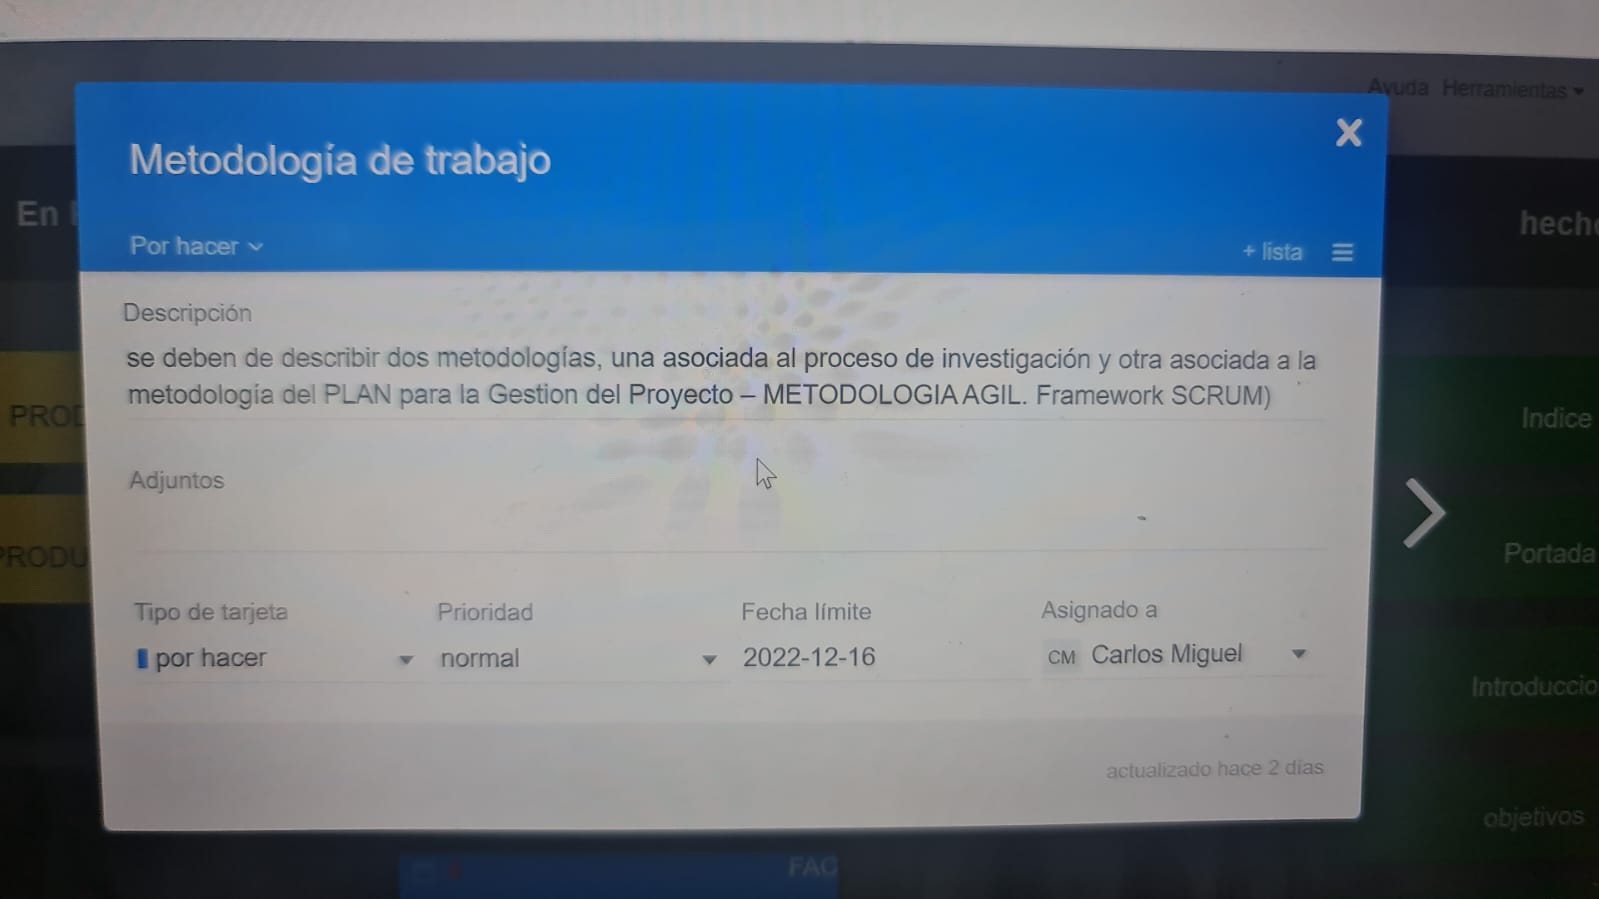 Ayuda Herramientas
Metodología de trabajo
En
hecho
Por hacer
+ lista
Descripción
se deben de describir dos metodologías, una asociada al proceso de investigación y otra asociada a la
metodología del PLAN para la Gestion del Proyecto – METODOLOGIA AGIL. Framework SCRUM)
PROD
Indice
Adjuntos
PRODU
Portada
Tipo de tarjeta Prioridad Fecha límite Asignado a
por hacer normal 2022-12-16 CM Carlos Miguel
Introduccio
actualizado hace 2 días
objetivos
FAC